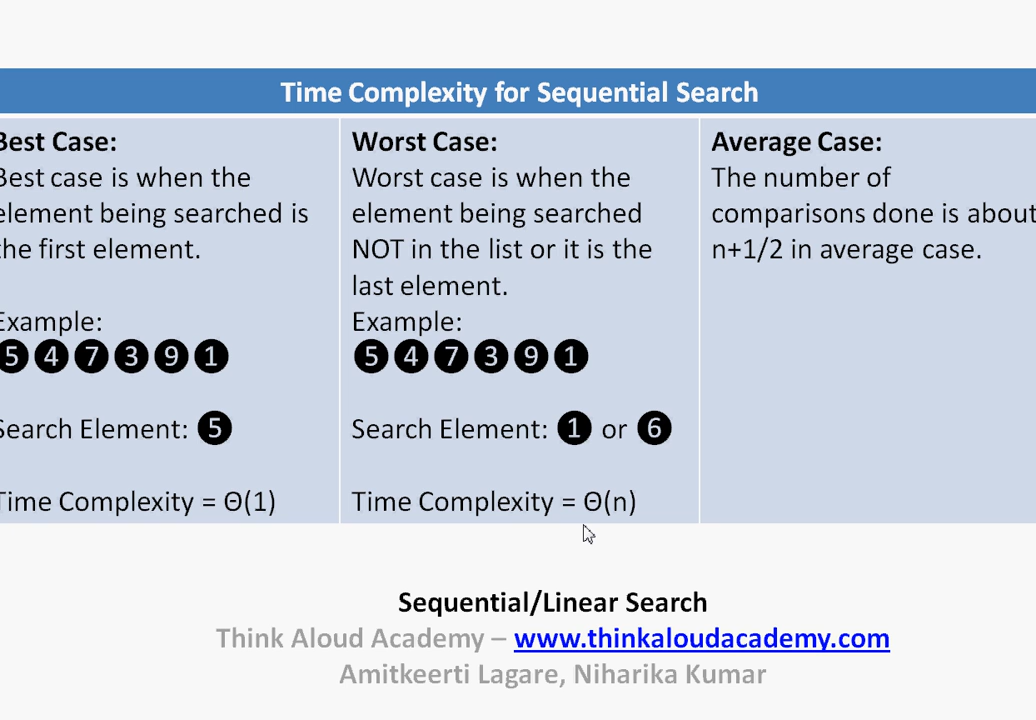 Time Complexity for Sequential Search
Best Case:
Best case is when the
element being searched is
the first element.
Example:
5 4 7 3 9 1
Search Element: 5
Time Complexity = Θ(1)
Worst Case:
Worst case is when the
element being searched
NOT in the list or it is the
last element.
Example:
5 4 7 3 9 1
Search Element: 1 or 6
Time Complexity = Θ(n)
Average Case:
The number of
comparisons done is about
n+1/2 in average case.
Sequential/Linear Search
Think Aloud Academy – www.thinkaloudacademy.com
Amitkeerti Lagare, Niharika Kumar